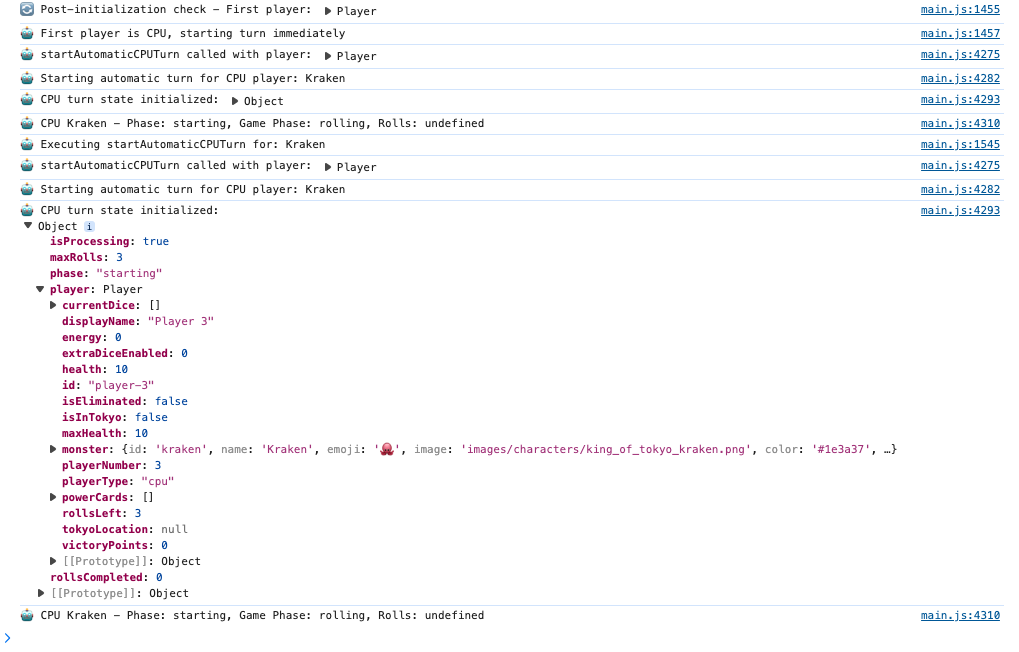 Post-initialization check – First player: ▶ Player main.js:1455
First player is CPU, starting turn immediately main.js:1457
startAutomaticCPUTurn called with player: ▶ Player main.js:4275
Starting automatic turn for CPU player: Kraken main.js:4282
CPU turn state initialized: ▶ Object main.js:4293
CPU Kraken – Phase: starting, Game Phase: rolling, Rolls: undefined main.js:4310
Executing startAutomaticCPUTurn for: Kraken main.js:1545
startAutomaticCPUTurn called with player: ▶ Player main.js:4275
Starting automatic turn for CPU player: Kraken main.js:4282
CPU turn state initialized: main.js:4293
▼ Object i
isProcessing: true
maxRolls: 3
phase: "starting"
▼ player: Player
▶ currentDice: []
displayName: "Player 3"
energy: 0
extraDiceEnabled: 0
health: 10
id: "player-3"
isEliminated: false
isInTokyo: false
maxHealth: 10
▶ monster: {id: 'kraken', name: 'Kraken', emoji: '🐙', image: 'images/characters/king_of_tokyo_kraken.png', color: '#1e3a37', …}
playerNumber: 3
playerType: "cpu"
▶ powerCards: []
rollsLeft: 3
tokyoLocation: null
victoryPoints: 0
▶ [[Prototype]]: Object
rollsCompleted: 0
▶ [[Prototype]]: Object
CPU Kraken – Phase: starting, Game Phase: rolling, Rolls: undefined main.js:4310